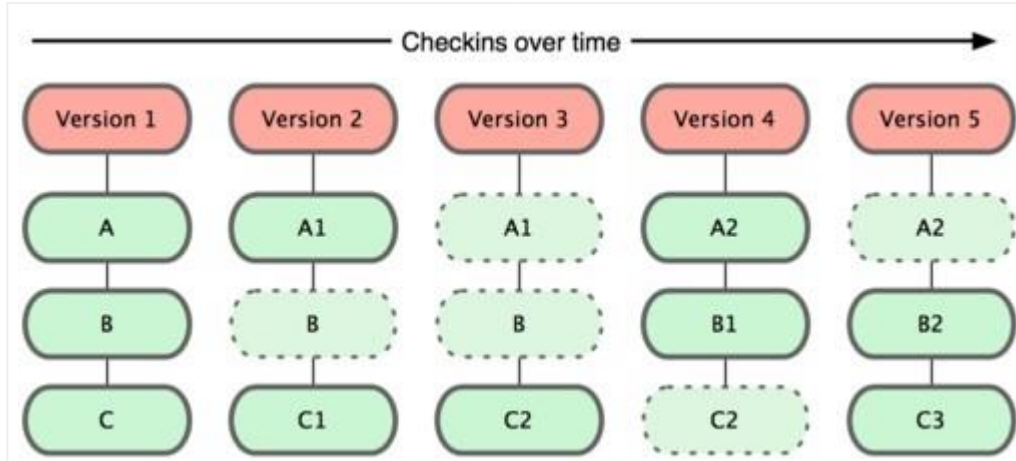 Checkins over time
Version 1 Version 2 Version 3 Version 4 Version 5
A A1 A1 A2 A2
B B B B1 B2
C C1 C2 C2 C3